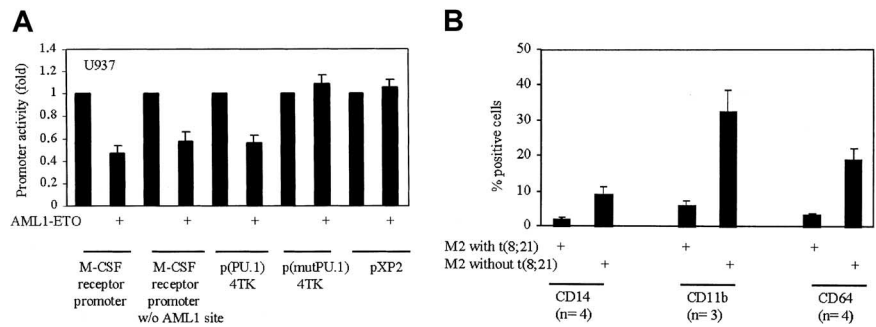 A
Promoter activity (fold)
1.4
1.2
1
0.8
0.6
0.4
0.2
0
U937
AML1-ETO + + + + +
M-CSF receptor promoter
M-CSF receptor promoter w/o AML1 site
p(PU.1) 4TK
p(mutPU.1) 4TK
pXP2
B
% positive cells
50
40
30
20
10
0
M2 with t(8;21) + + +
M2 without t(8;21) + + +
CD14 (n= 4)
CD11b (n= 3)
CD64 (n= 4)